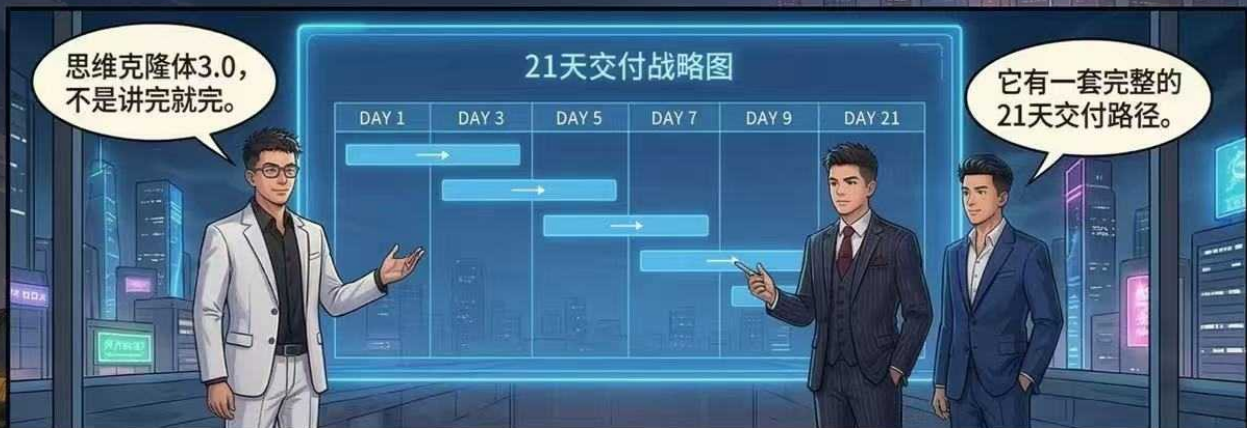 思维克隆体3.0，
不是讲完就完。
21天交付战略图
它有一套完整的
21天交付路径。
DAY 1
DAY 3
DAY 5
DAY 7
DAY 9
DAY 21